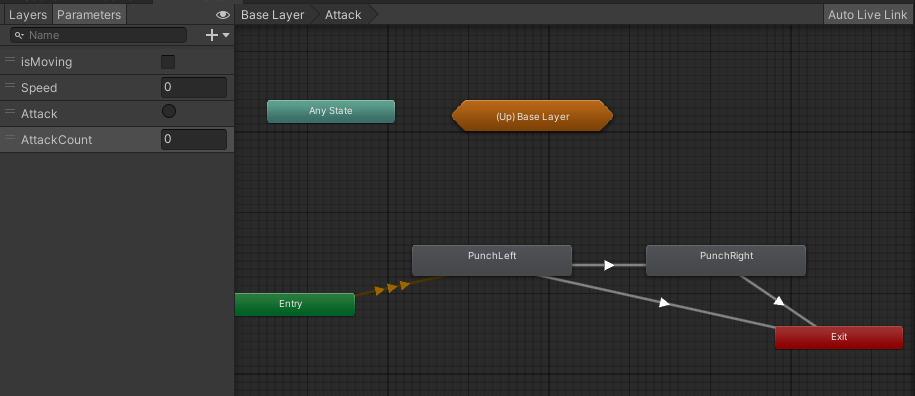 Layers Parameters
Base Layer Attack
Auto Live Link
Name
isMoving
Speed 0
Attack
AttackCount 0
Any State
(Up) Base Layer
PunchLeft
PunchRight
Entry
Exit